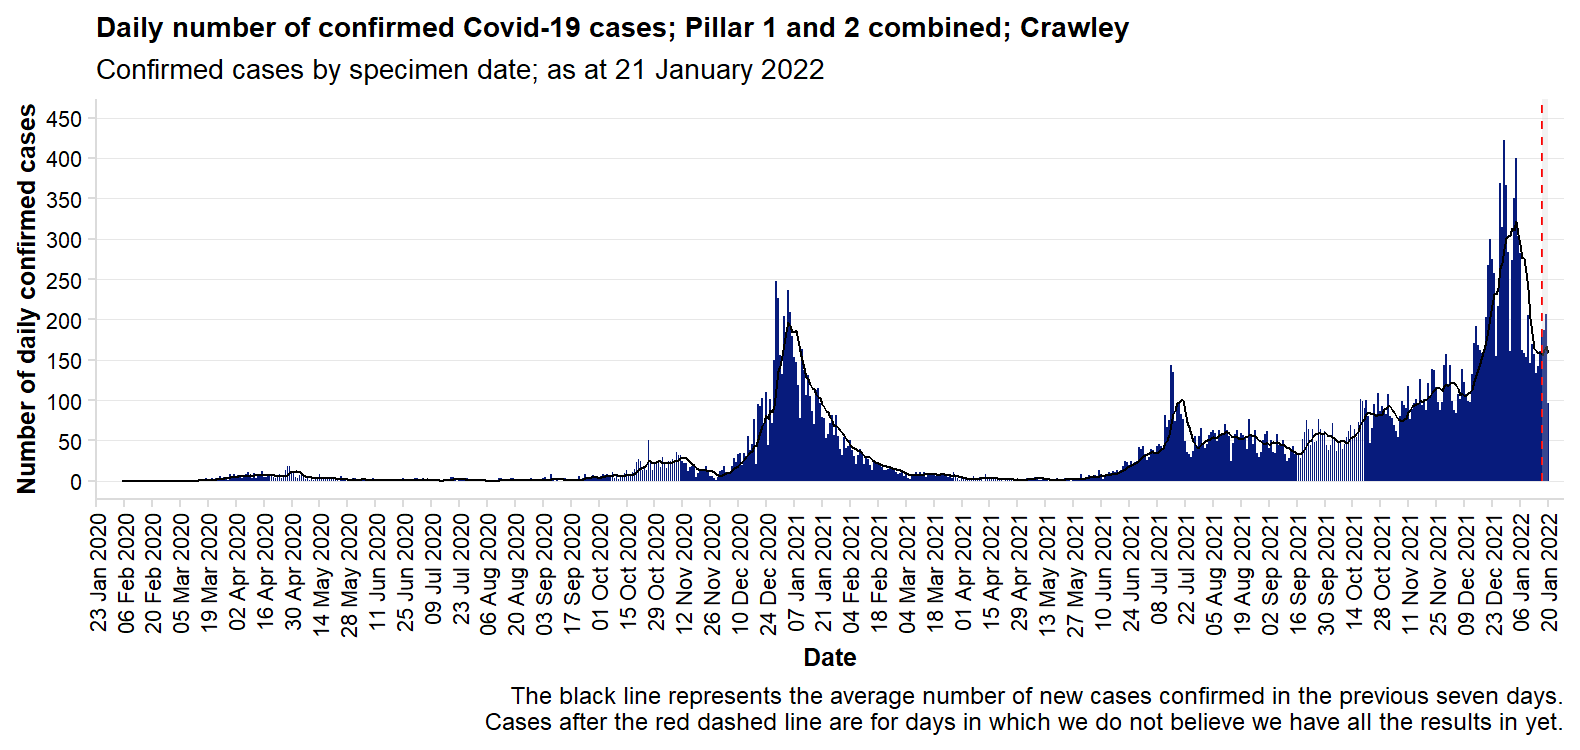 Daily number of confirmed Covid-19 cases; Pillar 1 and 2 combined; Crawley
Confirmed cases by specimen date; as at 21 January 2022
Number of daily confirmed cases
450
400
350
300
250
200
150
100
50
0
23 Jan 2020
06 Feb 2020
20 Feb 2020
05 Mar 2020
19 Mar 2020
02 Apr 2020
16 Apr 2020
30 Apr 2020
14 May 2020
28 May 2020
11 Jun 2020
25 Jun 2020
09 Jul 2020
23 Jul 2020
06 Aug 2020
20 Aug 2020
03 Sep 2020
17 Sep 2020
01 Oct 2020
15 Oct 2020
29 Oct 2020
12 Nov 2020
26 Nov 2020
10 Dec 2020
24 Dec 2020
07 Jan 2021
21 Jan 2021
04 Feb 2021
18 Feb 2021
04 Mar 2021
18 Mar 2021
01 Apr 2021
15 Apr 2021
29 Apr 2021
13 May 2021
27 May 2021
10 Jun 2021
24 Jun 2021
08 Jul 2021
22 Jul 2021
05 Aug 2021
19 Aug 2021
02 Sep 2021
16 Sep 2021
30 Sep 2021
14 Oct 2021
28 Oct 2021
11 Nov 2021
25 Nov 2021
09 Dec 2021
23 Dec 2021
06 Jan 2022
20 Jan 2022
Date
The black line represents the average number of new cases confirmed in the previous seven days.
Cases after the red dashed line are for days in which we do not believe we have all the results in yet.